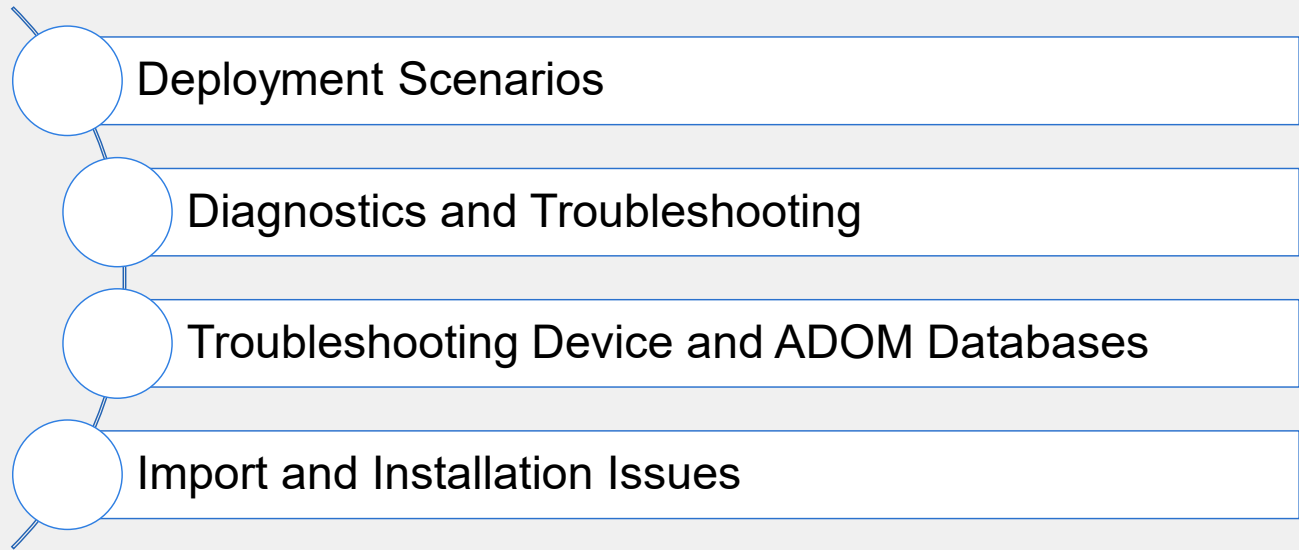 Deployment Scenarios
Diagnostics and Troubleshooting
Troubleshooting Device and ADOM Databases
Import and Installation Issues